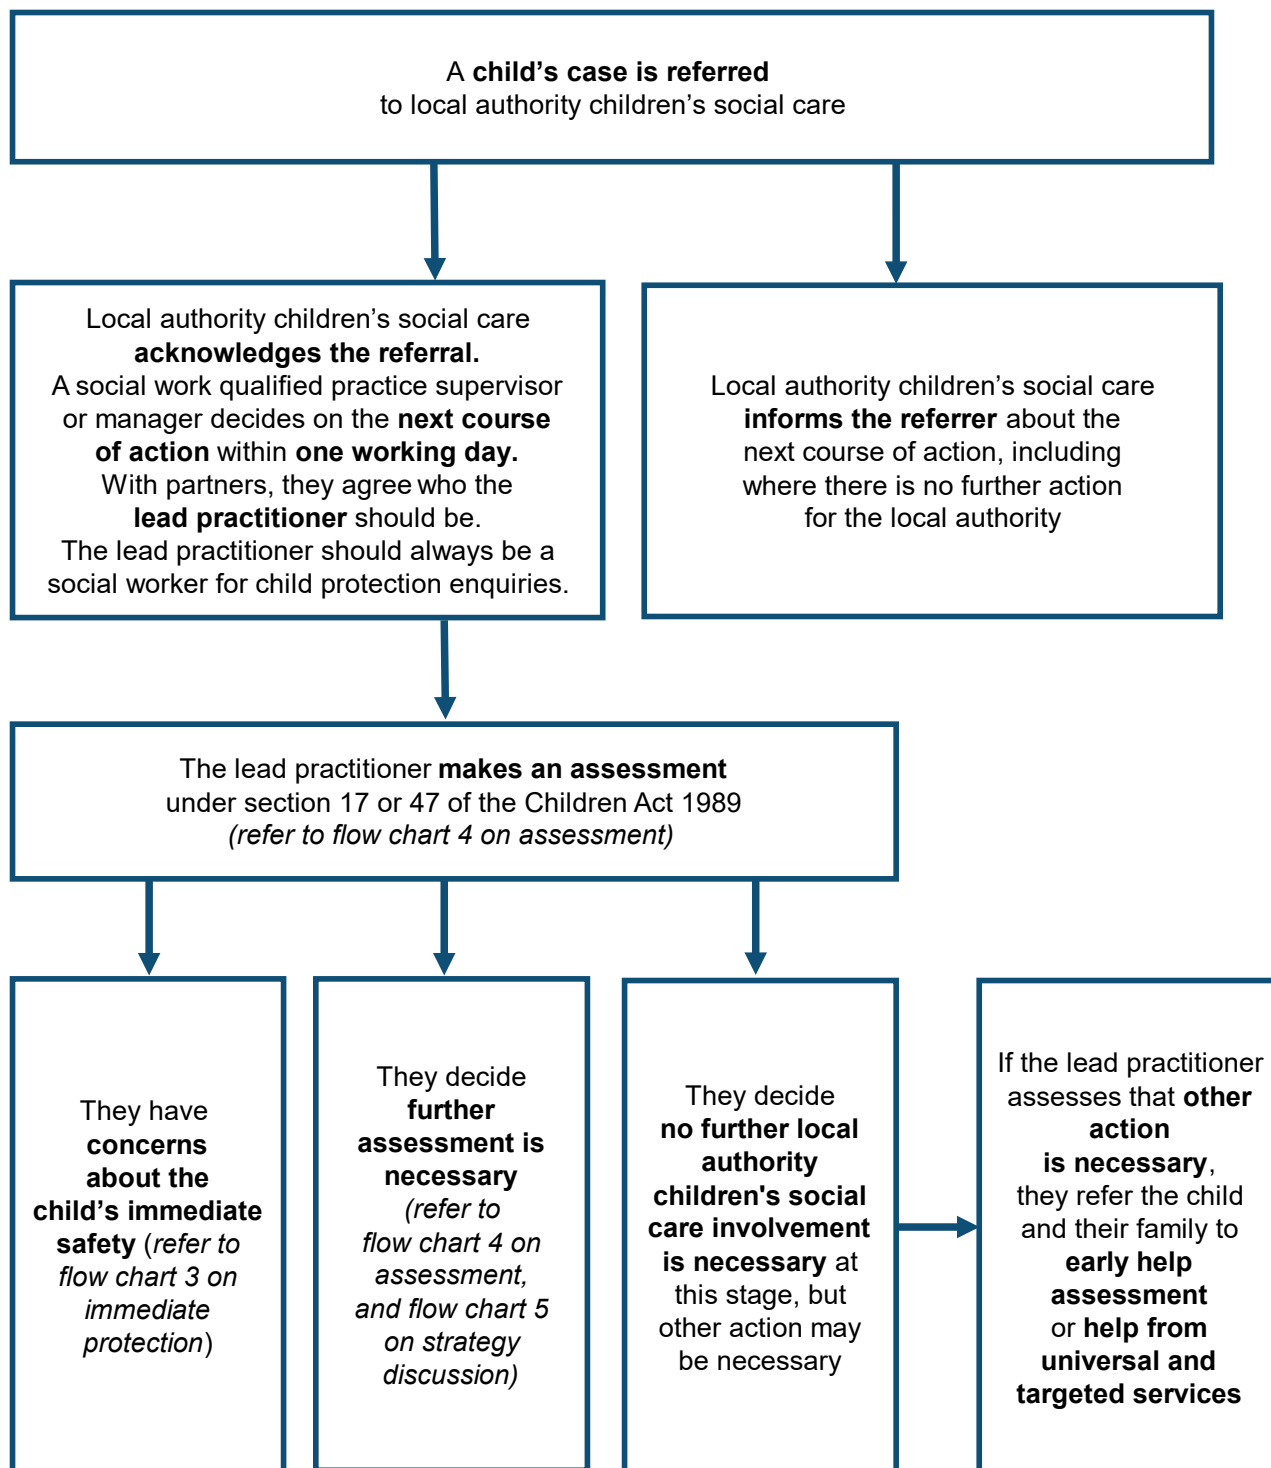 A child’s case is referred
to local authority children’s social care
Local authority children’s social care
acknowledges the referral.
A social work qualified practice supervisor
or manager decides on the next course
of action within one working day.
With partners, they agree who the
lead practitioner should be.
The lead practitioner should always be a
social worker for child protection enquiries.
Local authority children’s social care
informs the referrer about the
next course of action, including
where there is no further action
for the local authority
The lead practitioner makes an assessment
under section 17 or 47 of the Children Act 1989
(refer to flow chart 4 on assessment)
They have
concerns
about the
child’s immediate
safety (refer to
flow chart 3 on
immediate
protection)
They decide
further
assessment is
necessary
(refer to
flow chart 4 on
assessment,
and flow chart 5
on strategy
discussion)
They decide
no further local
authority
children's social
care involvement
is necessary at
this stage, but
other action may
be necessary
If the lead practitioner
assesses that other
action
is necessary,
they refer the child
and their family to
early help
assessment
or help from
universal and
targeted services